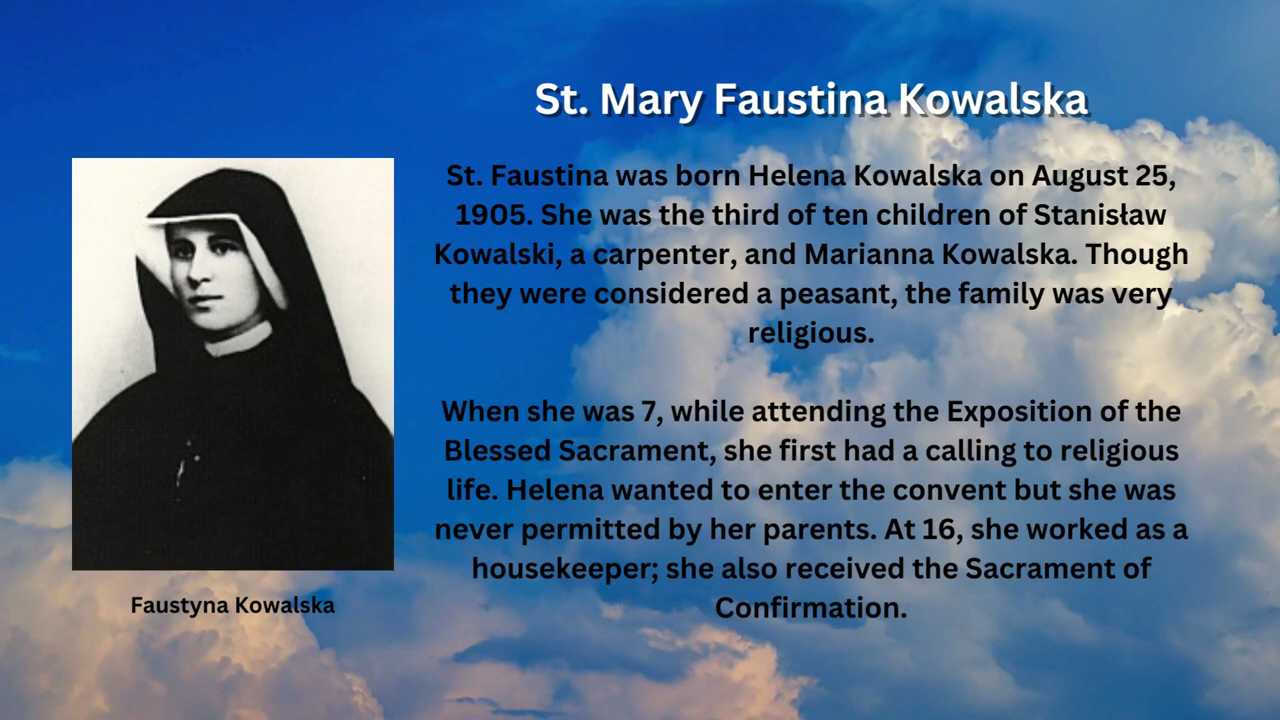 St. Mary Faustina Kowalska
St. Faustina was born Helena Kowalska on August 25,
1905. She was the third of ten children of Stanisław
Kowalski, a carpenter, and Marianna Kowalska. Though
they were considered a peasant, the family was very
religious.
When she was 7, while attending the Exposition of the
Blessed Sacrament, she first had a calling to religious
life. Helena wanted to enter the convent but she was
never permitted by her parents. At 16, she worked as a
housekeeper; she also received the Sacrament of
Confirmation.
Faustyna Kowalska